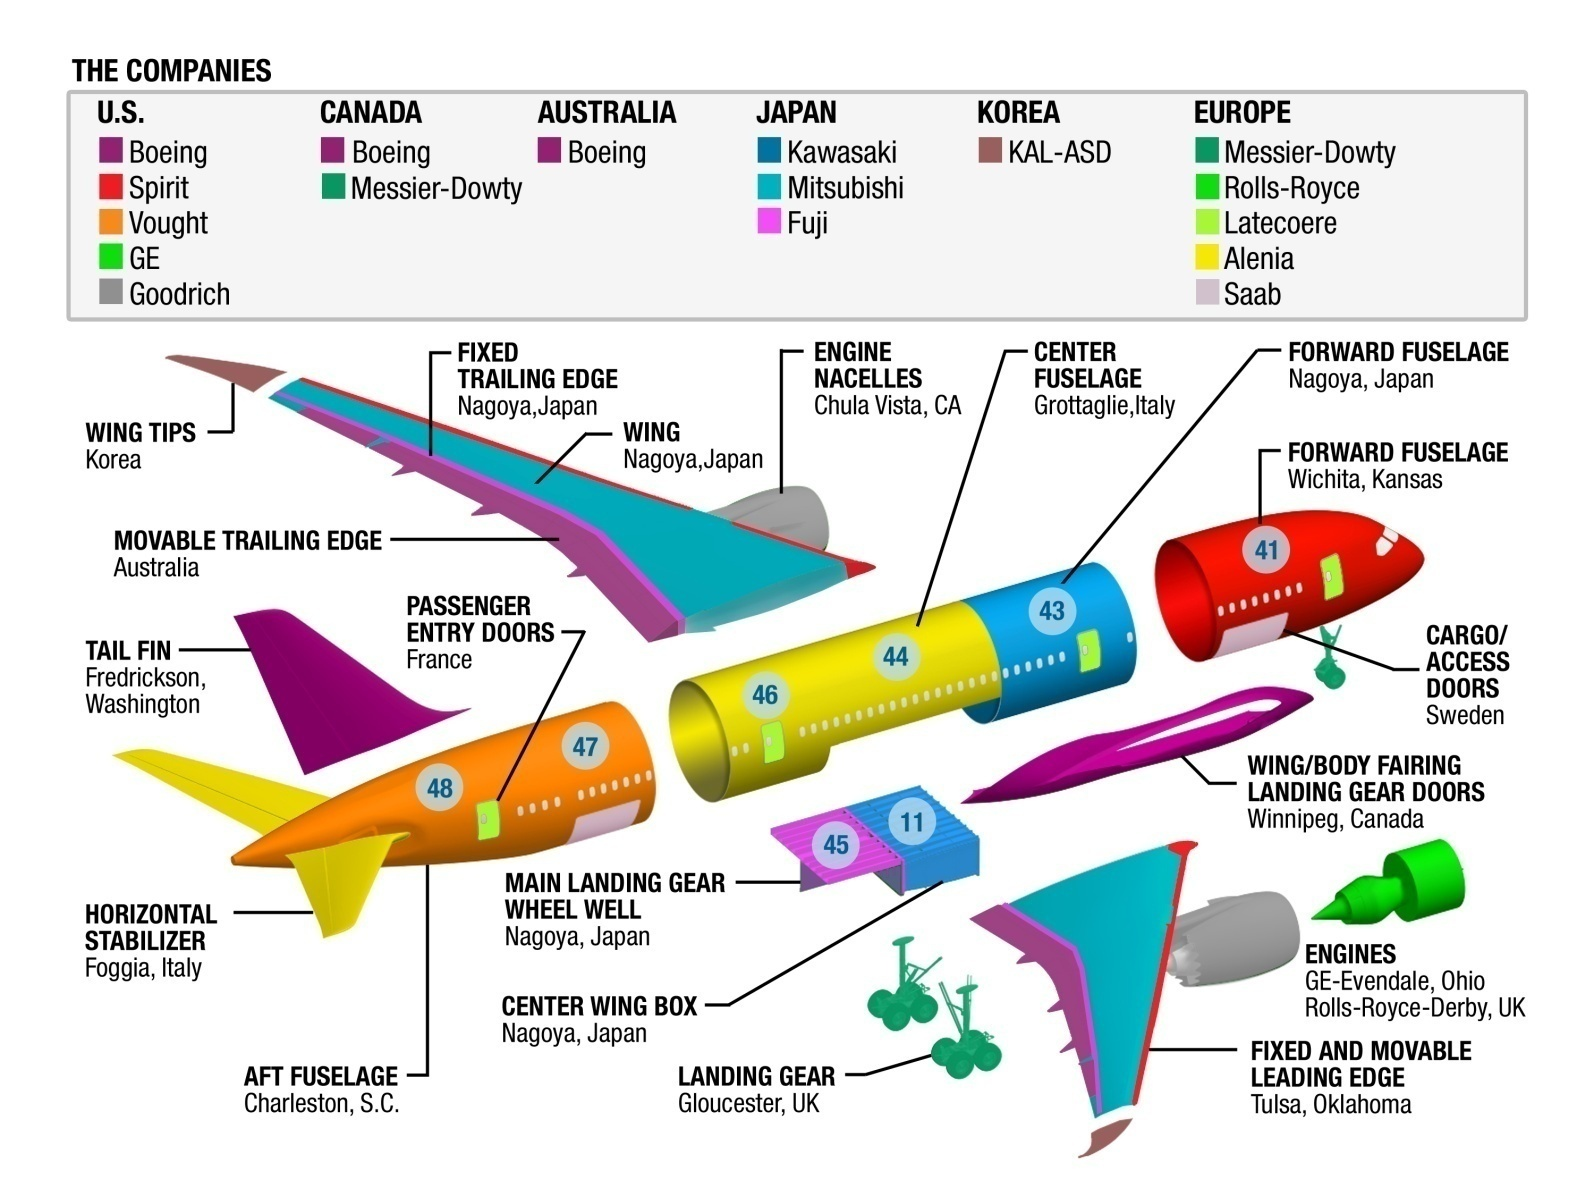 THE COMPANIES
U.S.
Boeing
Spirit
Vought
GE
Goodrich
CANADA
Boeing
Messier-Dowty
AUSTRALIA
Boeing
JAPAN
Kawasaki
Mitsubishi
Fuji
KOREA
KAL-ASD
EUROPE
Messier-Dowty
Rolls-Royce
Latecoere
Alenia
Saab
WING TIPS
Korea
FIXED
TRAILING EDGE
Nagoya,Japan
WING
Nagoya,Japan
ENGINE
NACELLES
Chula Vista, CA
CENTER
FUSELAGE
Grottaglie,Italy
FORWARD FUSELAGE
Nagoya, Japan
FORWARD FUSELAGE
Wichita, Kansas
MOVABLE TRAILING EDGE
Australia
PASSENGER
ENTRY DOORS
France
TAIL FIN
Fredrickson,
Washington
41
43
44
46
47
48
CARGO/
ACCESS
DOORS
Sweden
WING/BODY FAIRING
LANDING GEAR DOORS
Winnipeg, Canada
11
45
MAIN LANDING GEAR
WHEEL WELL
Nagoya, Japan
HORIZONTAL
STABILIZER
Foggia, Italy
CENTER WING BOX
Nagoya, Japan
ENGINES
GE-Evendale, Ohio
Rolls-Royce-Derby, UK
AFT FUSELAGE
Charleston, S.C.
LANDING GEAR
Gloucester, UK
FIXED AND MOVABLE
LEADING EDGE
Tulsa, Oklahoma